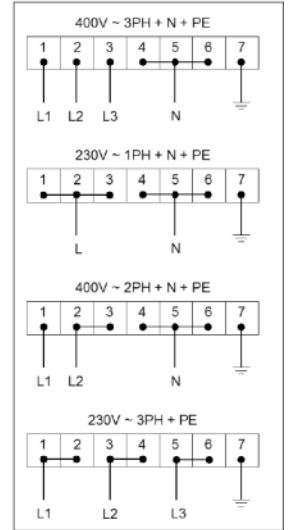 400V ~ 3PH + N + PE
1 2 3 4 5 6 7
L1 L2 L3 N
230V ~ 1PH + N + PE
1 2 3 4 5 6 7
L N
400V ~ 2PH + N + PE
1 2 3 4 5 6 7
L1 L2 N
230V ~ 3PH + PE
1 2 3 4 5 6 7
L1 L2 L3